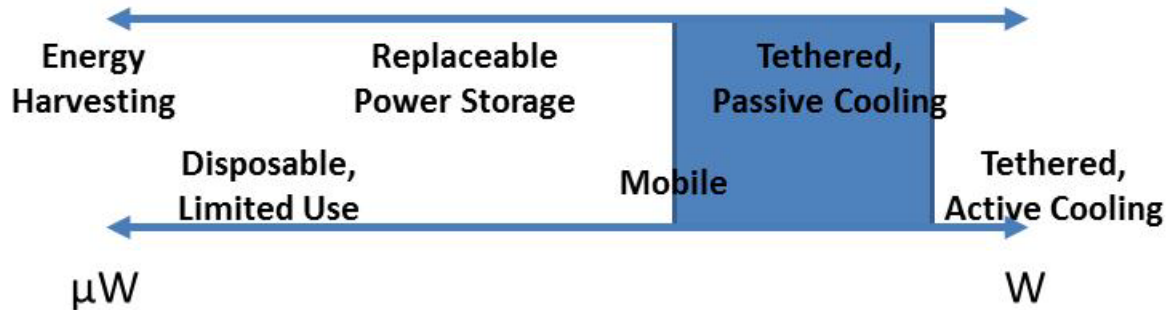 Energy
Harvesting
Replaceable
Power Storage
Tethered,
Passive Cooling
Disposable,
Limited Use
Mobile
Tethered,
Active Cooling
μW
W